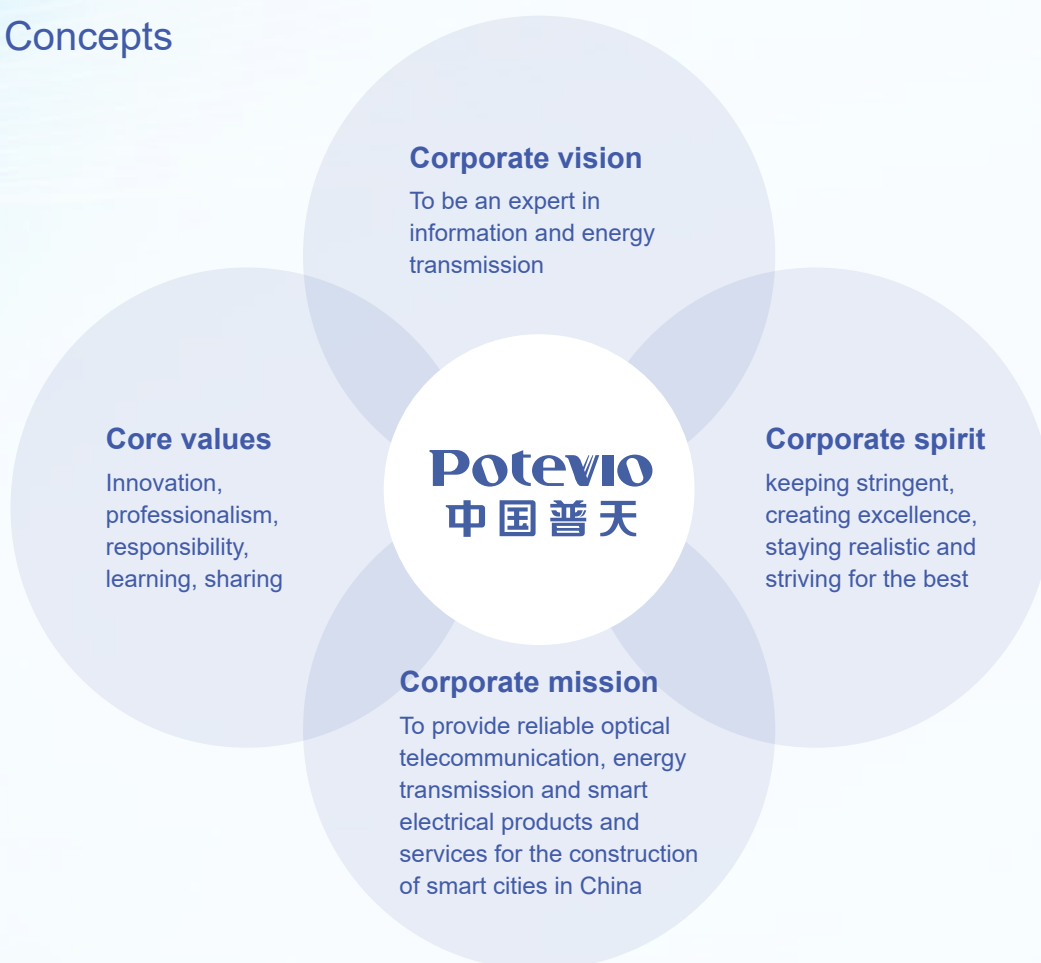 Concepts
Corporate vision
To be an expert in
information and energy
transmission
Core values
Innovation,
professionalism,
responsibility,
learning, sharing
Potevio
中国普天
Corporate spirit
keeping stringent,
creating excellence,
staying realistic and
striving for the best
Corporate mission
To provide reliable optical
telecommunication, energy
transmission and smart
electrical products and
services for the construction
of smart cities in China